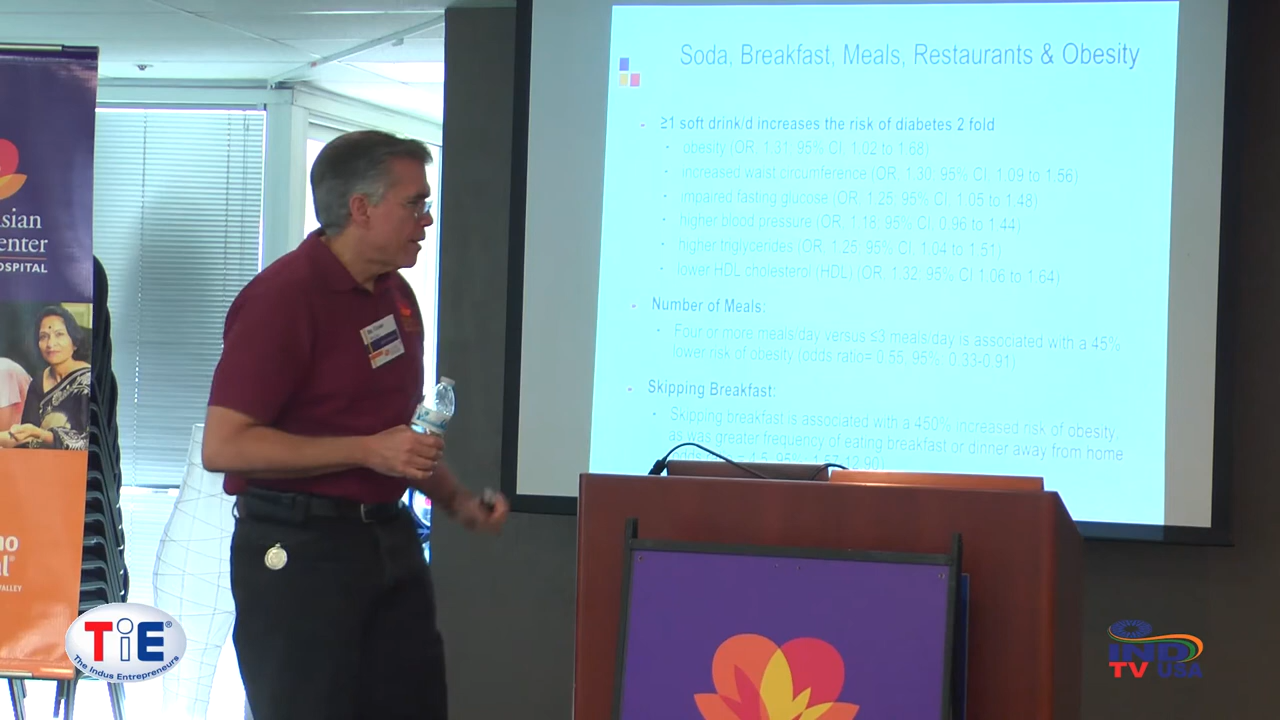 Soda, Breakfast, Meals, Restaurants & Obesity
≥1 soft drink/d increases the risk of diabetes 2 fold
obesity (OR, 1.31; 95% CI, 1.02 to 1.68)
increased waist circumference (OR, 1.30; 95% CI, 1.09 to 1.56)
impaired fasting glucose (OR, 1.25; 95% CI, 1.05 to 1.48)
higher blood pressure (OR, 1.18; 95% CI, 0.96 to 1.44)
higher triglycerides (OR, 1.25; 95% CI, 1.04 to 1.51)
lower HDL cholesterol (HDL) (OR, 1.32; 95% CI 1.06 to 1.64)
Number of Meals:
Four or more meals/day versus ≤3 meals/day is associated with a 45%
lower risk of obesity (odds ratio= 0.55, 95% 0.33-0.91)
Skipping Breakfast:
Skipping breakfast is associated with a 450% increased risk of obesity,
as was greater frequency of eating breakfast or dinner away from home
sian
enter
OSPITAL
no
al®
VALLEY
TiE®
The Indus Entrepreneurs
IND
TV USA